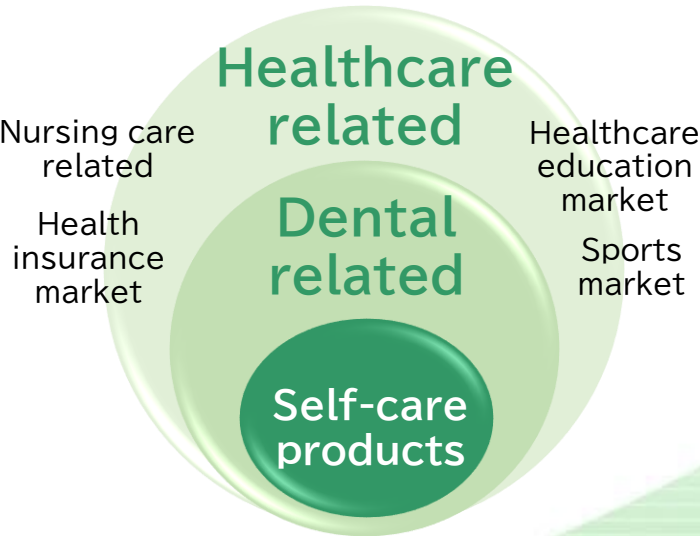 Healthcare
related
Nursing care
related
Health
insurance
market
Healthcare
education
market
Sports
market
Dental
related
Self-care
products